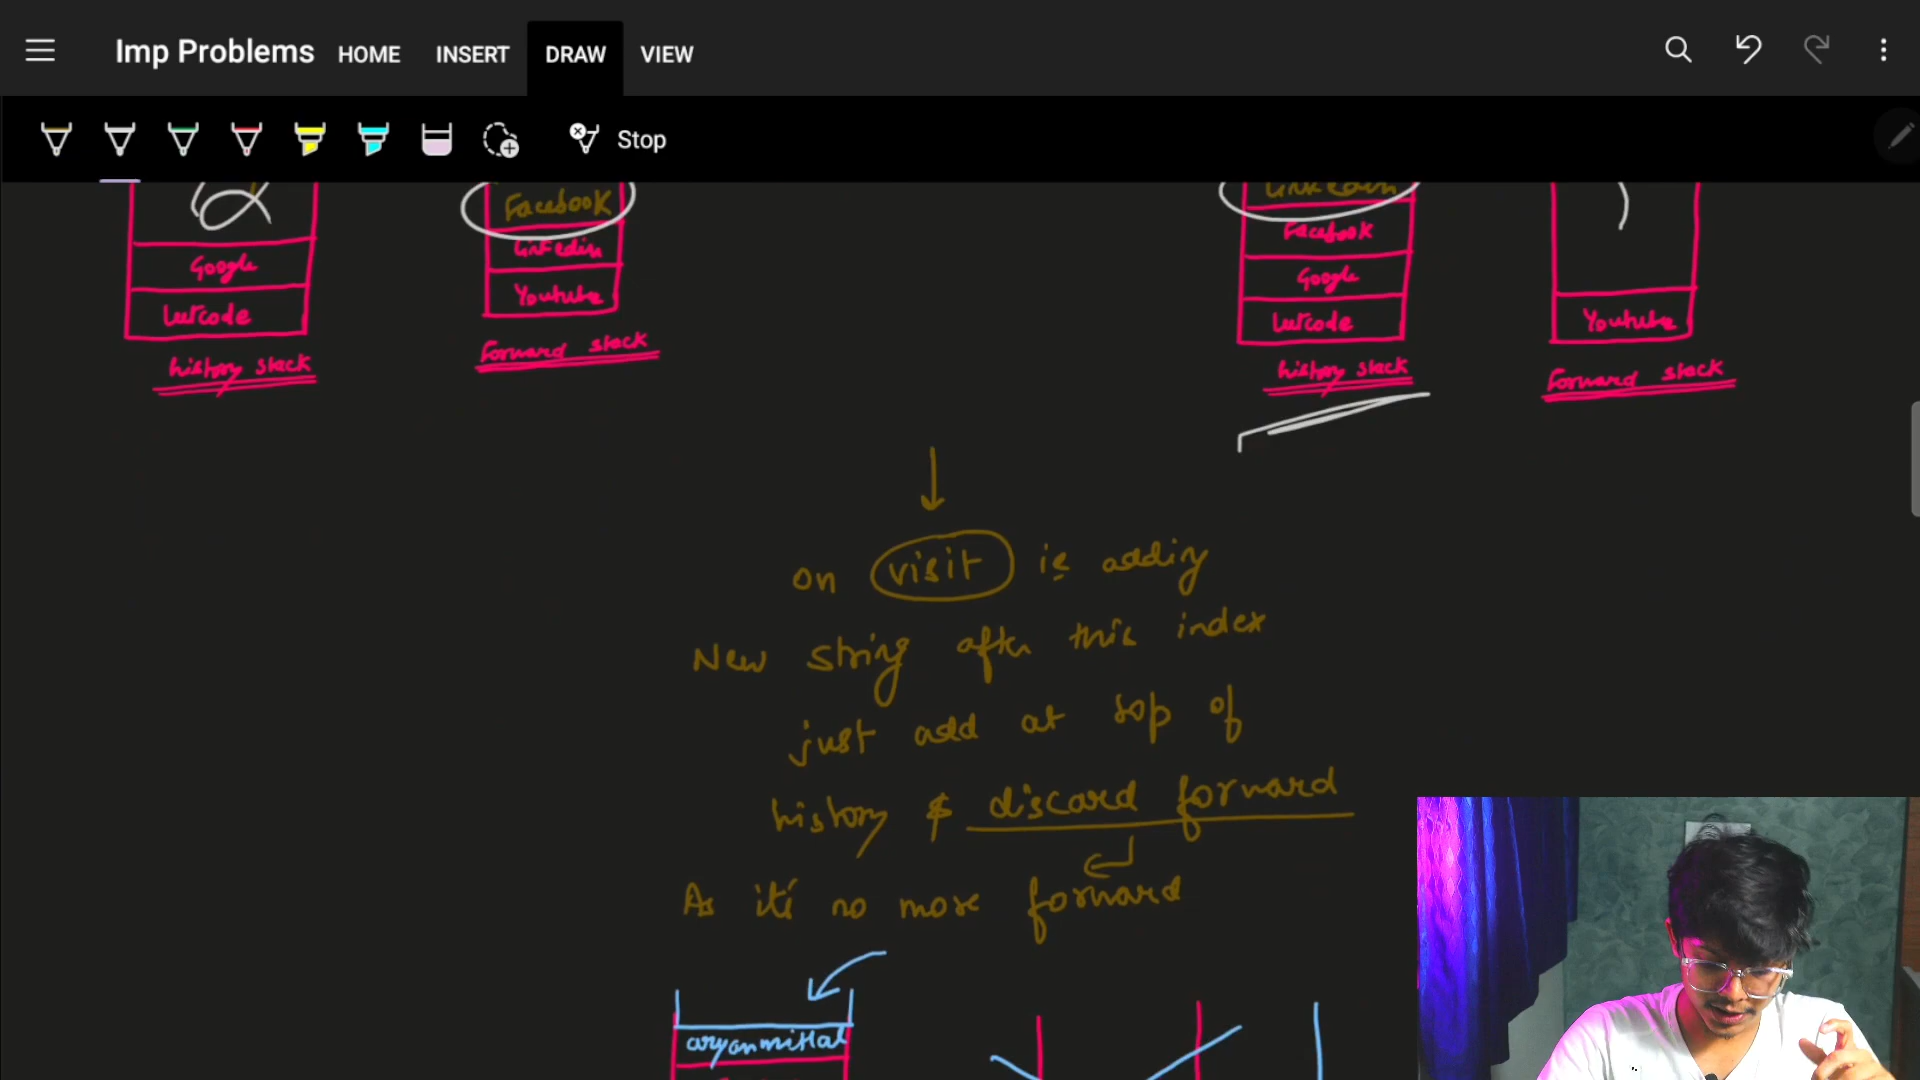 Imp Problems HOME INSERT DRAW VIEW
Stop
Facebook
Linkedin
Youtube
Forward stack
Google
Leetcode
history stack
Linkedin
Facebook
Google
Leetcode
history stack
Youtube
Forward stack
on visit is adding
New string after this index
just add at top of
history & discard forward
As it's no more forward
aryanmittal